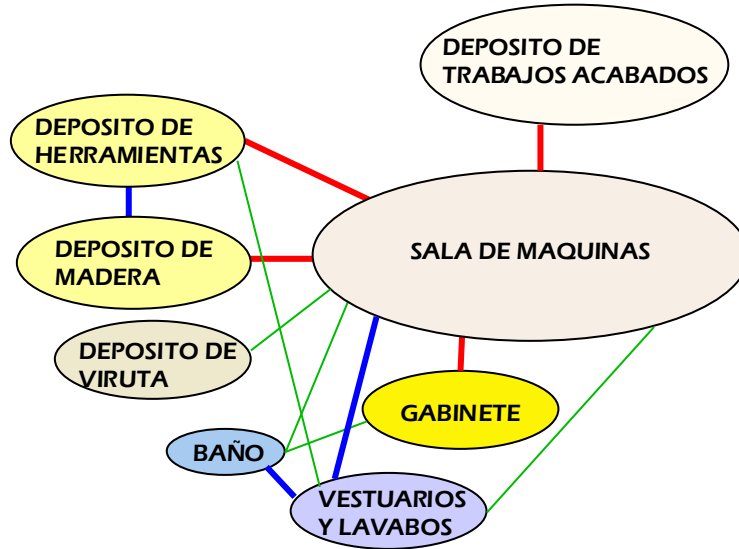 DEPOSITO DE
TRABAJOS ACABADOS
DEPOSITO DE
HERRAMIENTAS
SALA DE MAQUINAS
DEPOSITO DE
MADERA
DEPOSITO DE
VIRUTA
GABINETE
BAÑO
VESTUARIOS
Y LAVABOS